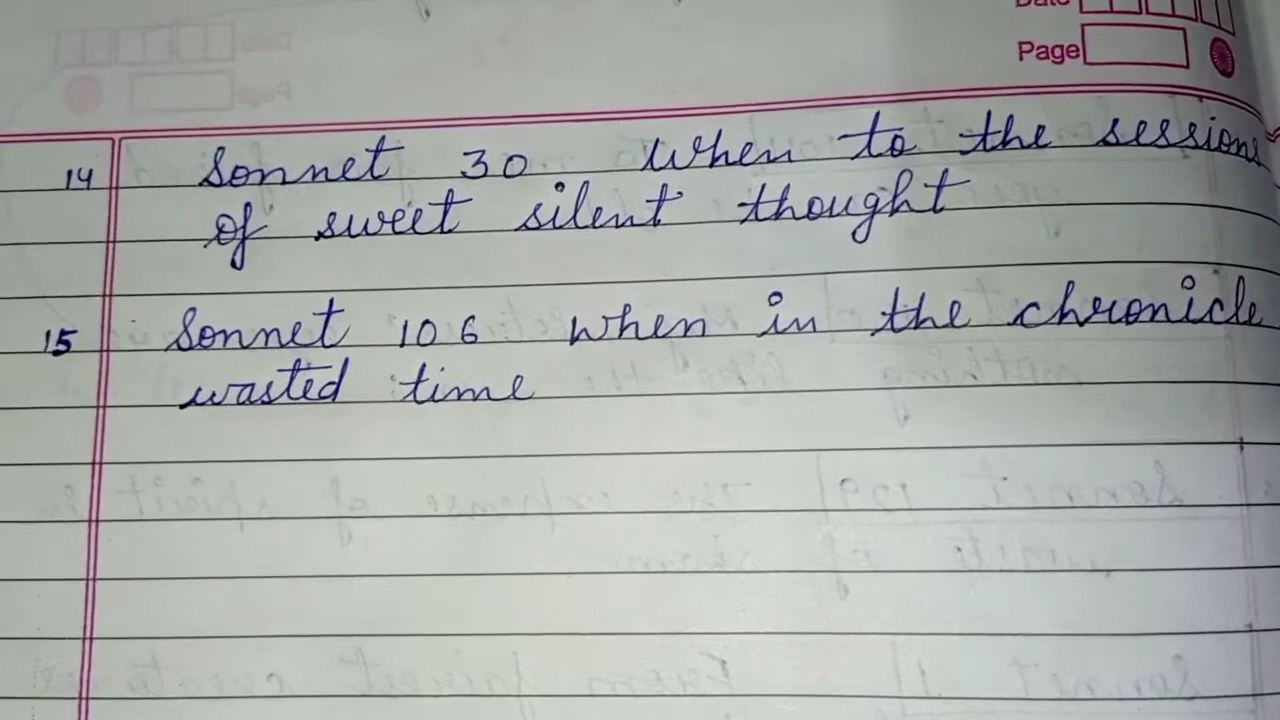 Date
Page
14 Sonnet 30 when to the sessions
of sweet silent thought
15 Sonnet 106 when in the chronicle
wasted time